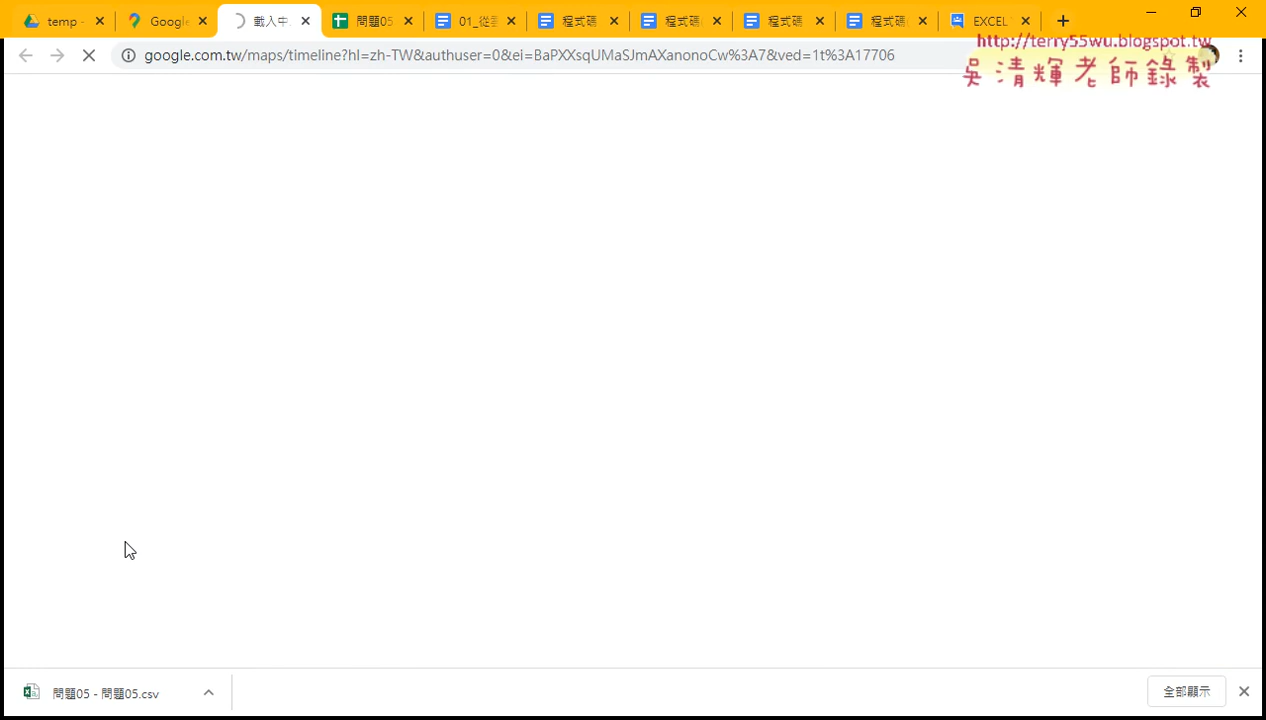 temp -
Google
載入中
問題05
01_從雲
程式碼
程式碼
程式碼
程式碼
EXCEL
google.com.tw/maps/timeline?hl=zh-TW&authuser=0&ei=BaPXXsqUMaSJmAXanonoCw%3A7&ved=1t%3A17706
http://terry55wu.blogspot.tw
吳清輝老師錄製
問題05 - 問題05.csv
全部顯示